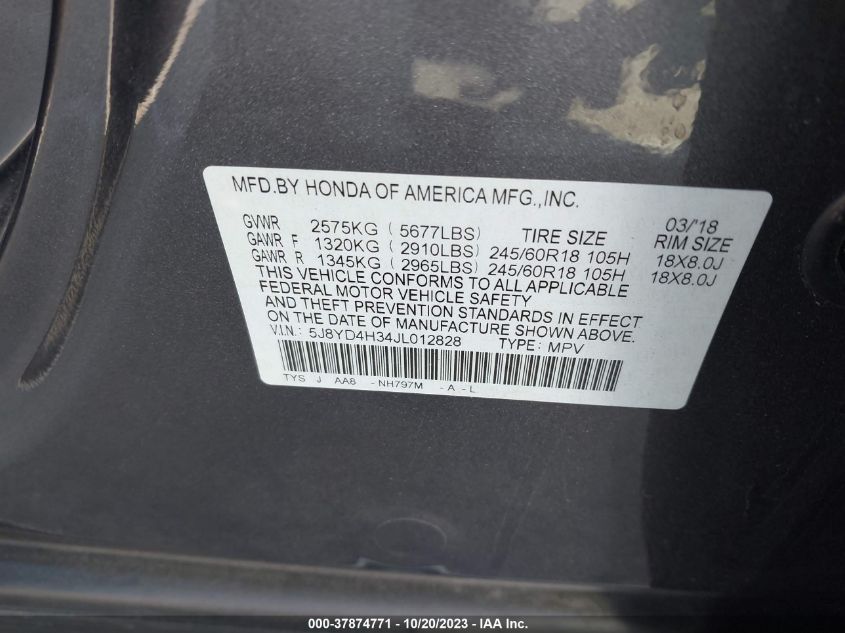 MFD.BY HONDA OF AMERICA MFG.,INC.
03/'18
GVWR 2575KG ( 5677LBS) TIRE SIZE RIM SIZE
GAWR F 1320KG ( 2910LBS) 245/60R18 105H 18X8.0J
GAWR R 1345KG ( 2965LBS) 245/60R18 105H 18X8.0J
THIS VEHICLE CONFORMS TO ALL APPLICABLE
FEDERAL MOTOR VEHICLE SAFETY
AND THEFT PREVENTION STANDARDS IN EFFECT
ON THE DATE OF MANUFACTURE SHOWN ABOVE.
V.I.N.: 5J8YD4H34JL012828 TYPE: MPV
TYS J AA8 -NH797M -A-L
000-37874771 - 10/20/2023 - IAA Inc.